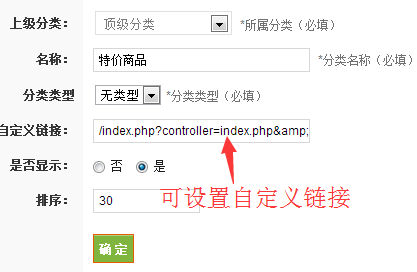 上级分类： 顶级分类 *所属分类（必填）
名称： 特价商品 *分类名称（必填）
分类类型 无类型 *分类类型（必填）
自定义链接： /index.php?controller=index.php&amp;
是否显示： 否 是
排序： 30
可设置自定义链接
确 定